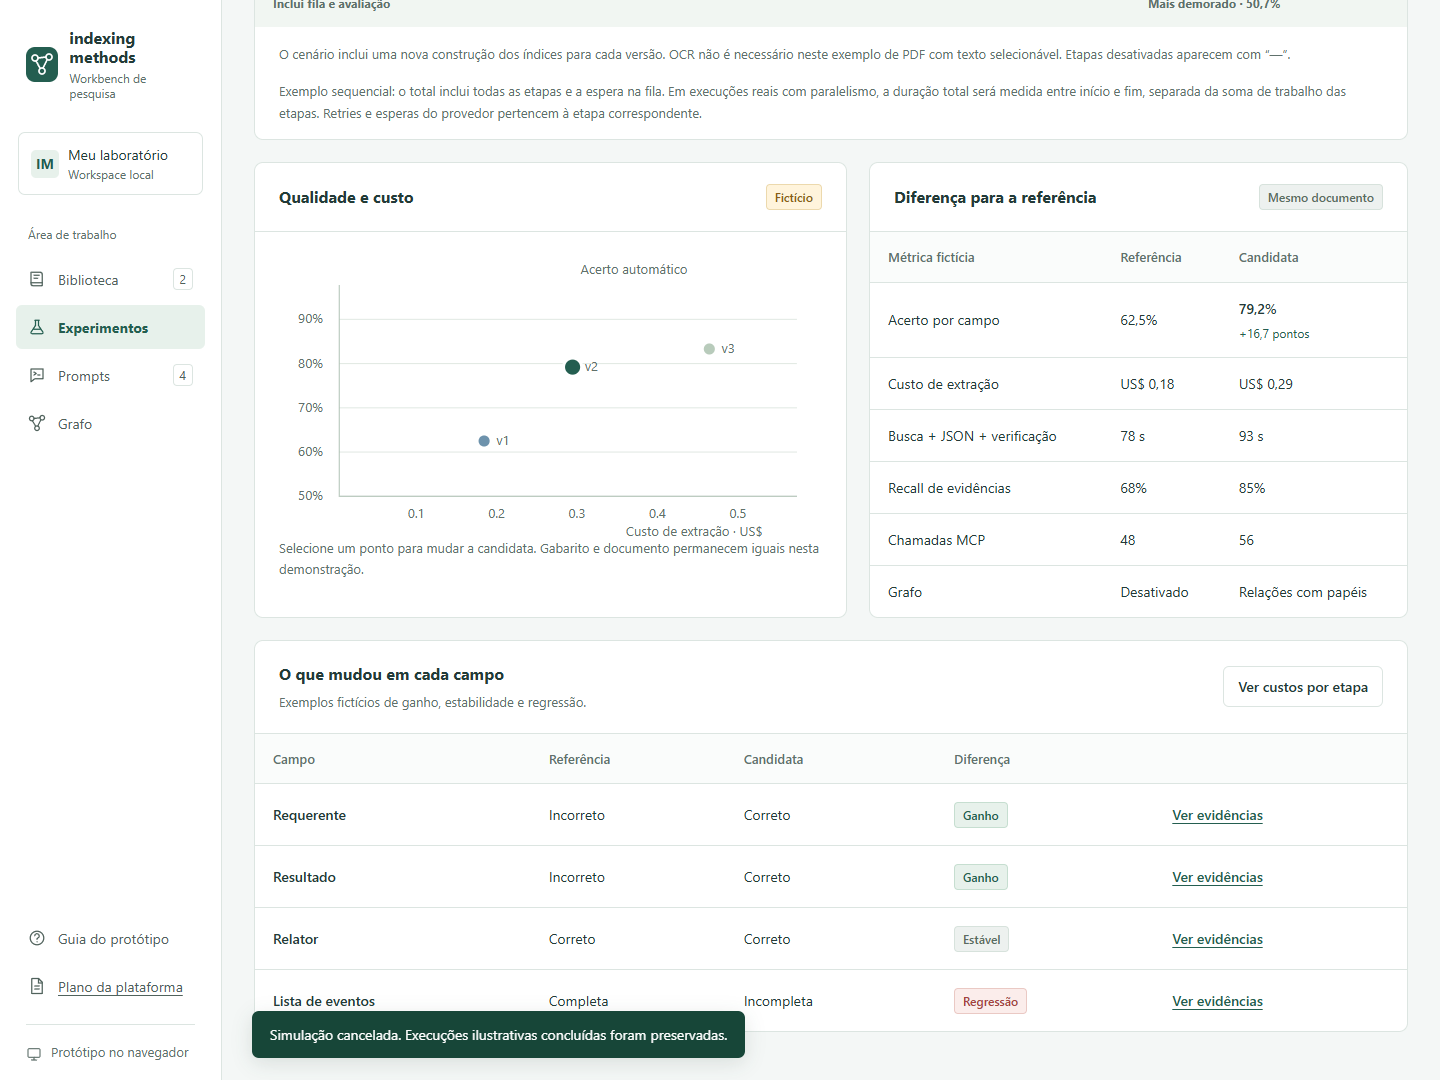 indexing
methods
Workbench de
pesquisa
IM
Meu laboratório
Workspace local
Área de trabalho
Biblioteca 2
Experimentos
Prompts 4
Grafo
Guia do protótipo
Plano da plataforma
Protótipo no navegador
Inclui fila e avaliação Mais demorado · 50,7%
O cenário inclui uma nova construção dos índices para cada versão. OCR não é necessário neste exemplo de PDF com texto selecionável. Etapas desativadas aparecem com “—”.
Exemplo sequencial: o total inclui todas as etapas e a espera na fila. Em execuções reais com paralelismo, a duração total será medida entre início e fim, separada da soma de trabalho das
etapas. Retries e esperas do provedor pertencem à etapa correspondente.
Qualidade e custo Fictício
Acerto automático
90%
80%
70%
60%
50%
v3
v2
v1
0.1 0.2 0.3 0.4 0.5
Custo de extração · US$
Selecione um ponto para mudar a candidata. Gabarito e documento permanecem iguais nesta
demonstração.
Diferença para a referência Mesmo documento
Métrica fictícia Referência Candidata
Acerto por campo 62,5% 79,2%
+16,7 pontos
Custo de extração US$ 0,18 US$ 0,29
Busca + JSON + verificação 78 s 93 s
Recall de evidências 68% 85%
Chamadas MCP 48 56
Grafo Desativado Relações com papéis
O que mudou em cada campo
Exemplos fictícios de ganho, estabilidade e regressão.
Ver custos por etapa
Campo Referência Candidata Diferença
Requerente Incorreto Correto Ganho Ver evidências
Resultado Incorreto Correto Ganho Ver evidências
Relator Correto Correto Estável Ver evidências
Lista de eventos Completa Incompleta Regressão Ver evidências
Simulação cancelada. Execuções ilustrativas concluídas foram preservadas.